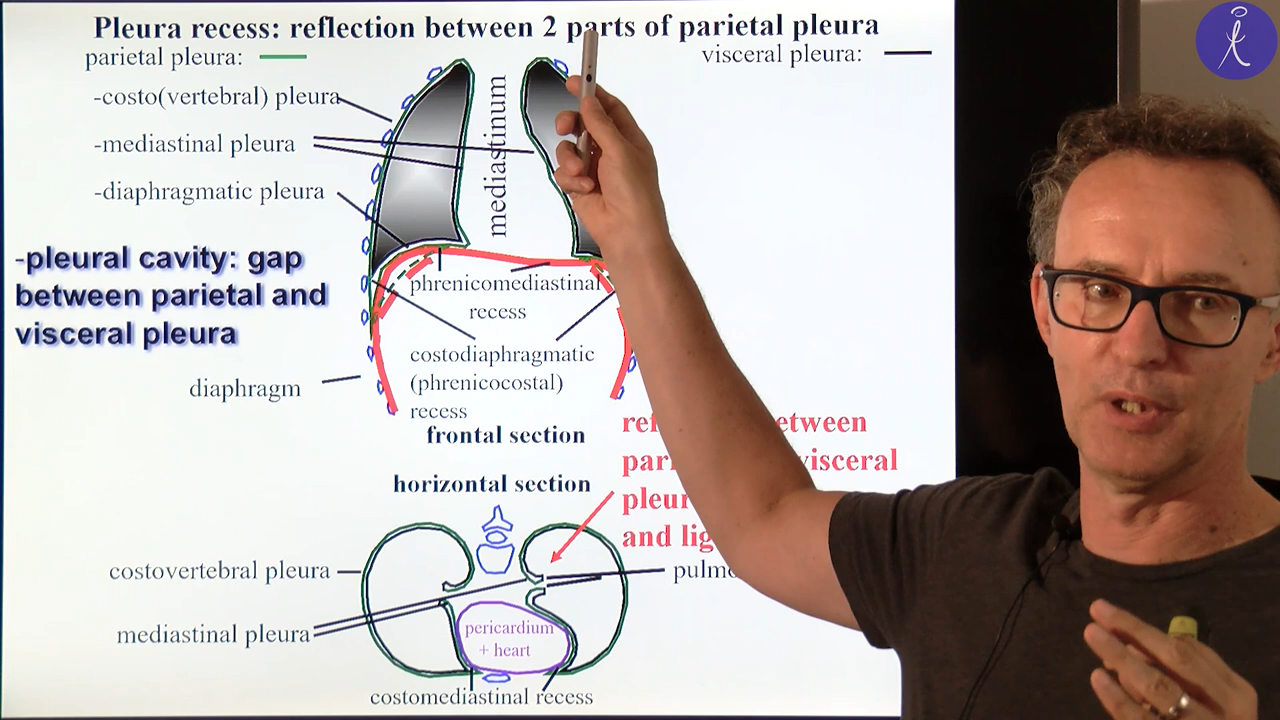 Pleura recess: reflection between 2 parts of parietal pleura
parietal pleura:
visceral pleura:
-costo(vertebral) pleura
-mediastinal pleura
-diaphragmatic pleura
mediastinum
-pleural cavity: gap
between parietal and
visceral pleura
phrenicomediastinal
recess
costodiaphragmatic
(phrenicocostal)
recess
diaphragm
frontal section
visceral
and
horizontal section
costovertebral pleura
mediastinal pleura
pericardium
+ heart
costomediastinal recess